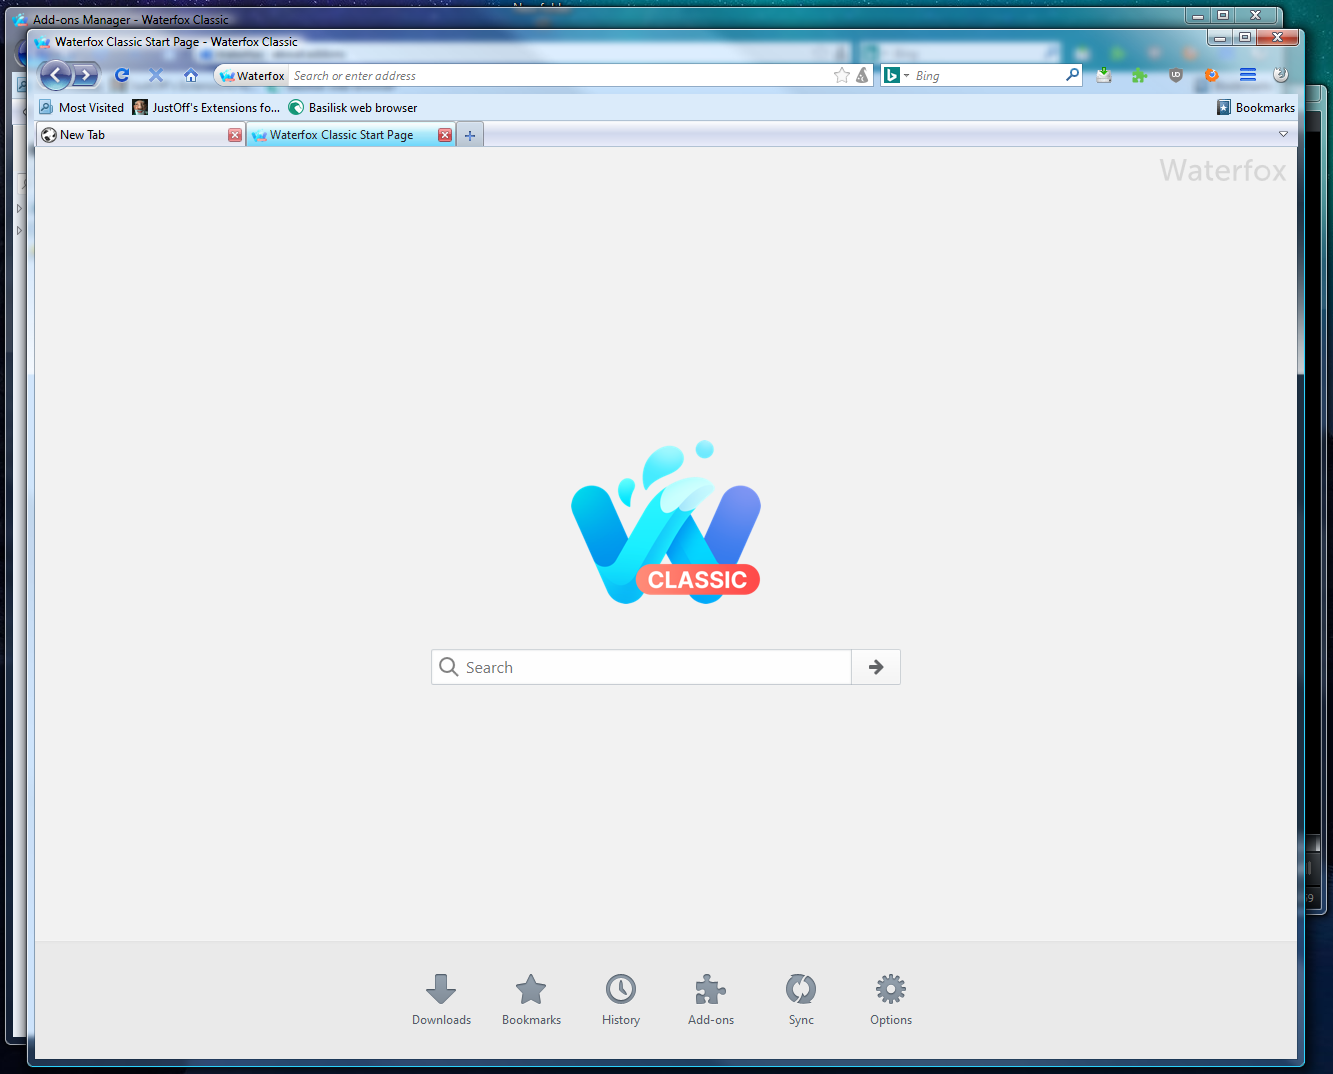 Add-ons Manager - Waterfox Classic
Waterfox Classic Start Page - Waterfox Classic
Waterfox Search or enter address Bing
Most Visited JustOff's Extensions fo... Basilisk web browser Bookmarks
New Tab Waterfox Classic Start Page
Waterfox
CLASSIC
Search
Downloads Bookmarks History Add-ons Sync Options